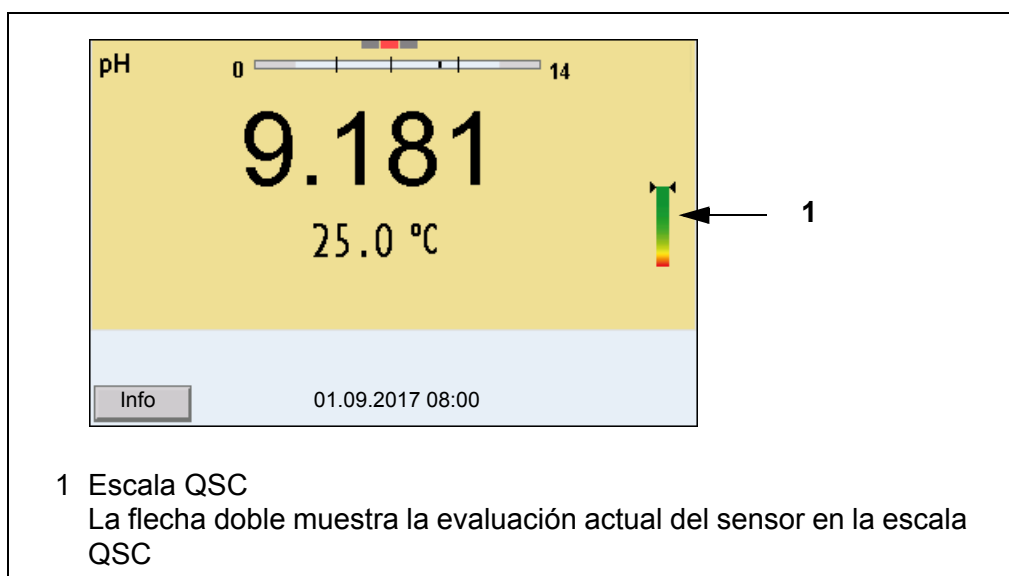 pH
0 14
9.181
25.0 °C
1
Info
01.09.2017 08:00
1 Escala QSC
La flecha doble muestra la evaluación actual del sensor en la escala
QSC